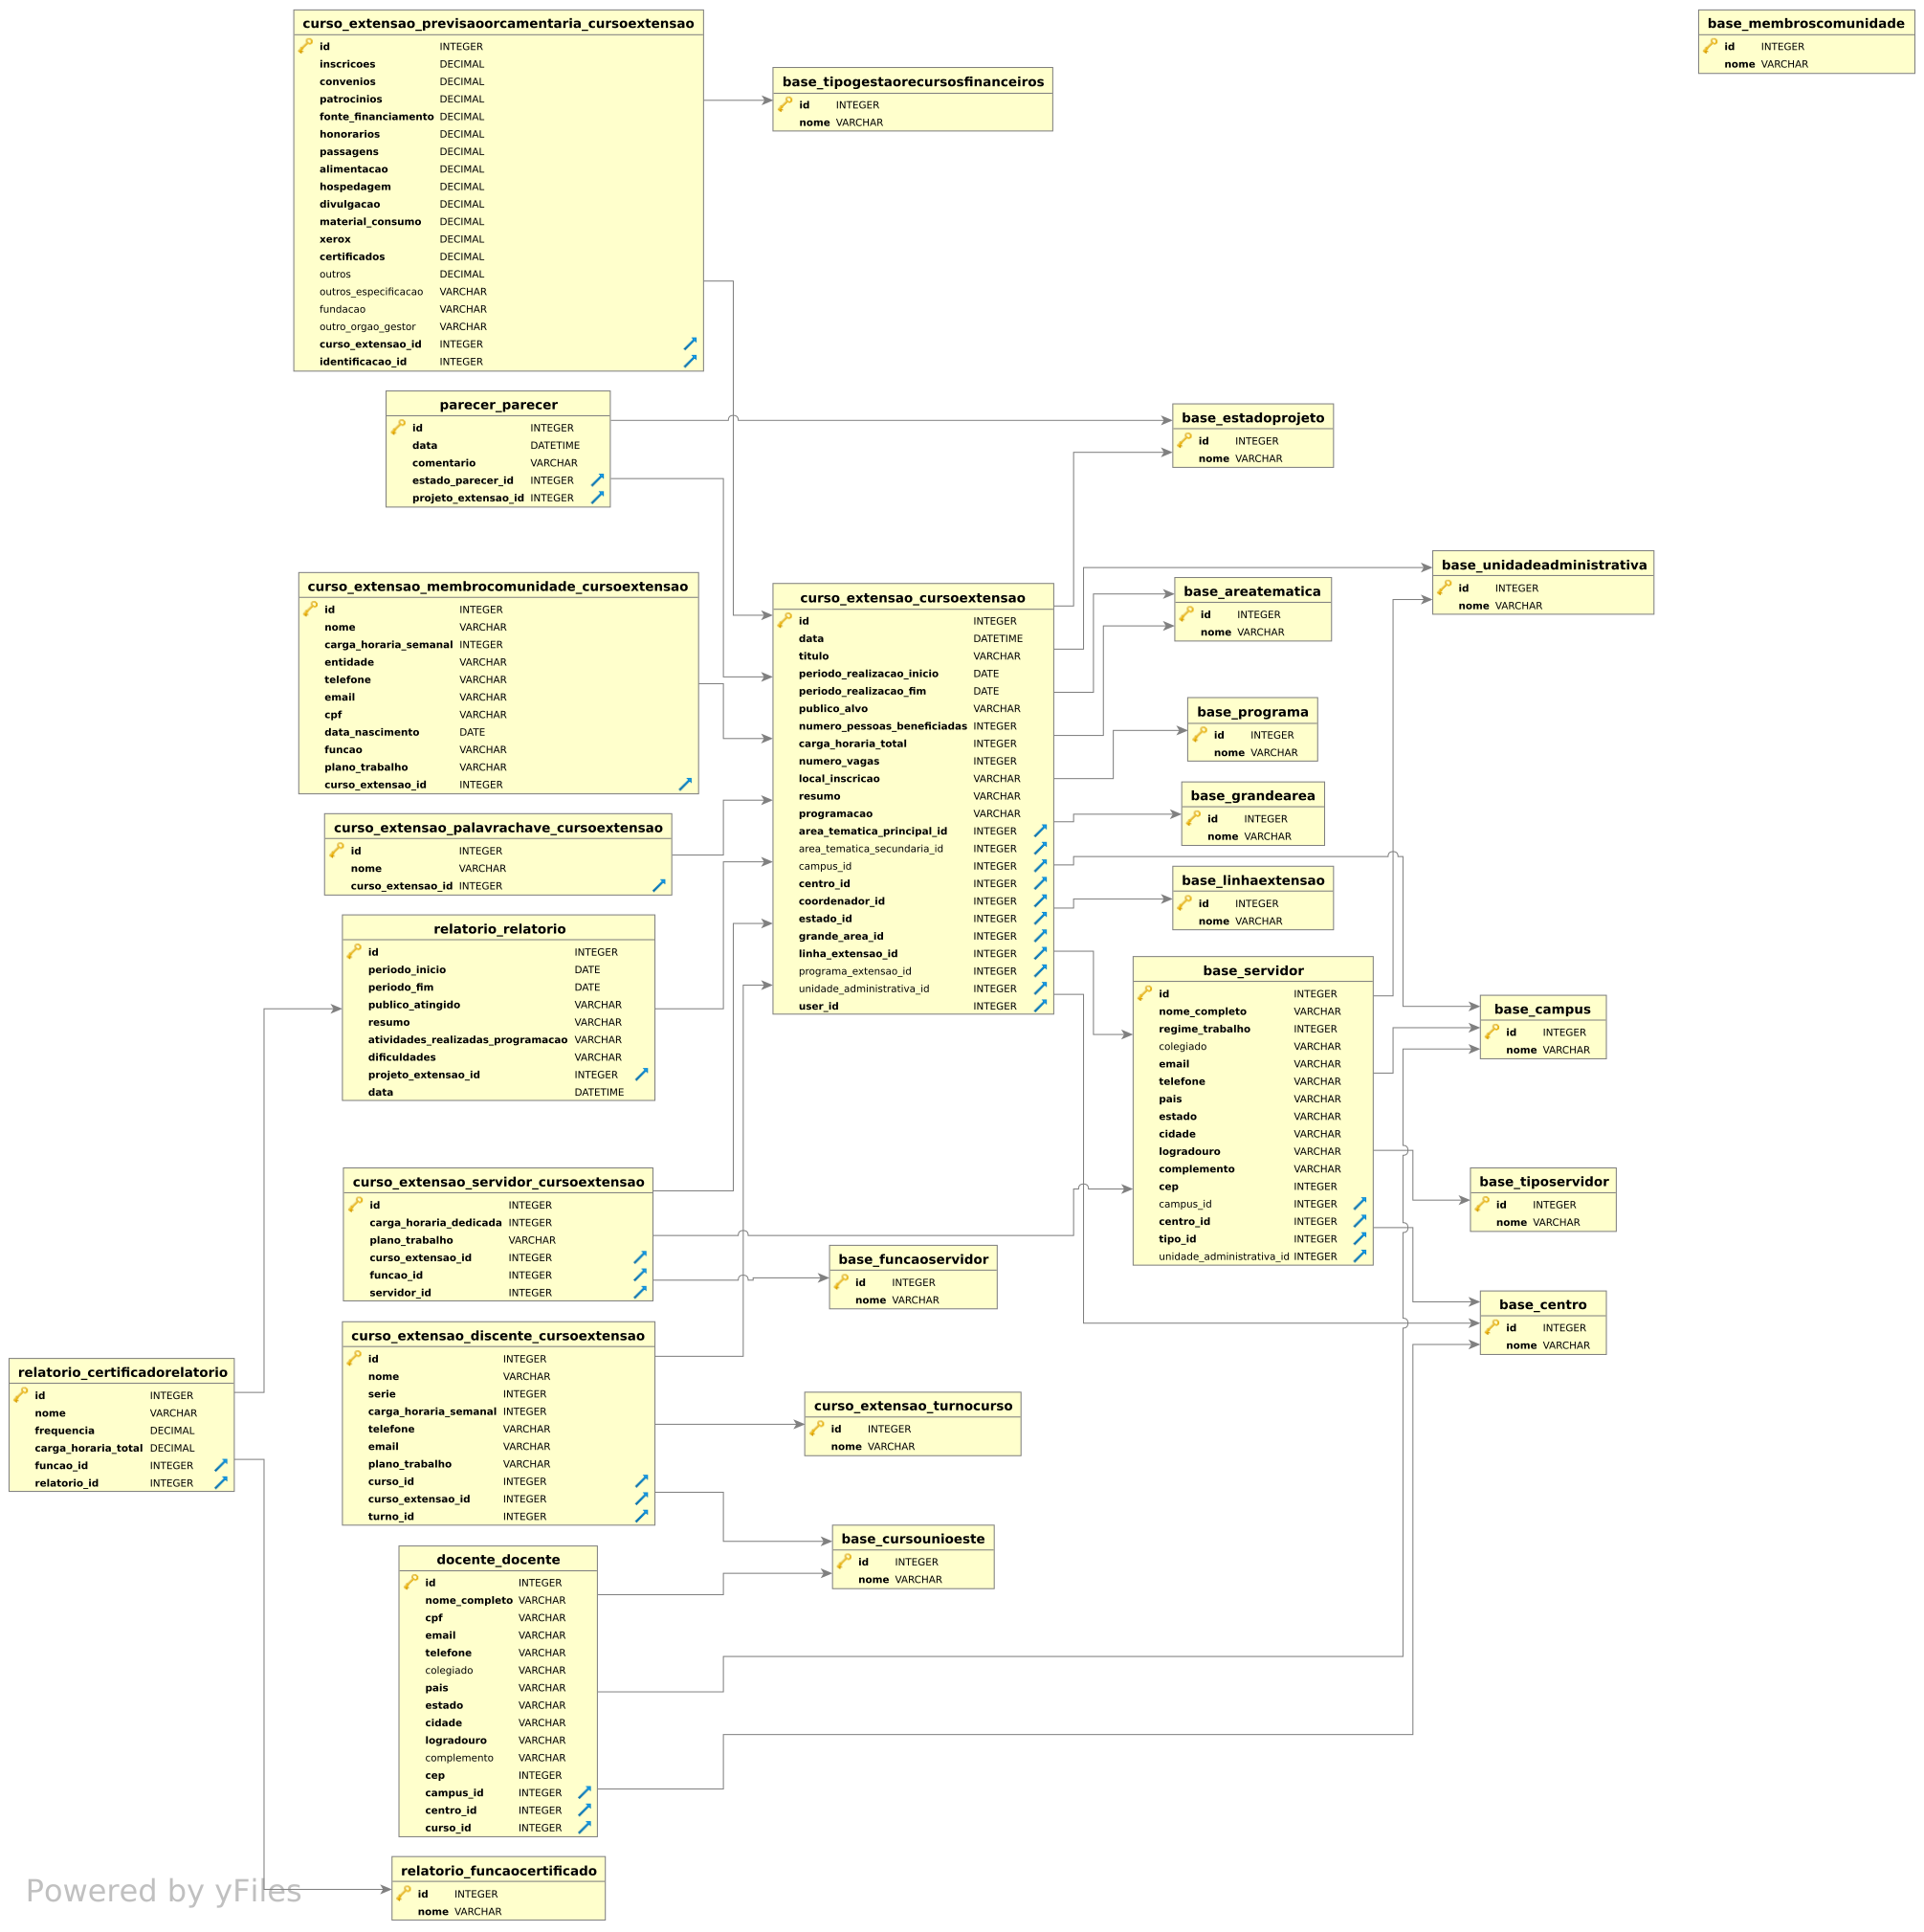 curso_extensao_previsaoorcamentaria_cursoextensao
id INTEGER
inscricoes DECIMAL
convenios DECIMAL
patrocinios DECIMAL
fonte_financiamento DECIMAL
honorarios DECIMAL
passagens DECIMAL
alimentacao DECIMAL
hospedagem DECIMAL
divulgacao DECIMAL
material_consumo DECIMAL
xerox DECIMAL
certificados DECIMAL
outros DECIMAL
outros_especificacao VARCHAR
fundacao VARCHAR
outro_orgao_gestor VARCHAR
curso_extensao_id INTEGER
identificacao_id INTEGER
base_tipogestaorecursosfinanceiros
id INTEGER
nome VARCHAR
base_membroscomunidade
id INTEGER
nome VARCHAR
parecer_parecer
id INTEGER
data DATETIME
comentario VARCHAR
estado_parecer_id INTEGER
projeto_extensao_id INTEGER
base_estadoprojeto
id INTEGER
nome VARCHAR
curso_extensao_membrocomunidade_cursoextensao
id INTEGER
nome VARCHAR
carga_horaria_semanal INTEGER
entidade VARCHAR
telefone VARCHAR
email VARCHAR
cpf VARCHAR
data_nascimento DATE
funcao VARCHAR
plano_trabalho VARCHAR
curso_extensao_id INTEGER
curso_extensao_cursoextensao
id INTEGER
data DATETIME
titulo VARCHAR
periodo_realizacao_inicio DATE
periodo_realizacao_fim DATE
publico_alvo VARCHAR
numero_pessoas_beneficiadas INTEGER
carga_horaria_total INTEGER
numero_vagas INTEGER
local_inscricao VARCHAR
resumo VARCHAR
programacao VARCHAR
area_tematica_principal_id INTEGER
area_tematica_secundaria_id INTEGER
campus_id INTEGER
centro_id INTEGER
coordenador_id INTEGER
estado_id INTEGER
grande_area_id INTEGER
linha_extensao_id INTEGER
programa_extensao_id INTEGER
unidade_administrativa_id INTEGER
user_id INTEGER
base_unidadeadministrativa
id INTEGER
nome VARCHAR
base_areatematica
id INTEGER
nome VARCHAR
base_programa
id INTEGER
nome VARCHAR
base_grandearea
id INTEGER
nome VARCHAR
base_linhaextensao
id INTEGER
nome VARCHAR
curso_extensao_palavrachave_cursoextensao
id INTEGER
nome VARCHAR
curso_extensao_id INTEGER
relatorio_relatorio
id INTEGER
periodo_inicio DATE
periodo_fim DATE
publico_atingido VARCHAR
resumo VARCHAR
atividades_realizadas_programacao VARCHAR
dificuldades VARCHAR
projeto_extensao_id INTEGER
data DATETIME
base_servidor
id INTEGER
nome_completo VARCHAR
regime_trabalho INTEGER
colegiado VARCHAR
email VARCHAR
telefone VARCHAR
pais VARCHAR
estado VARCHAR
cidade VARCHAR
logradouro VARCHAR
complemento VARCHAR
cep INTEGER
campus_id INTEGER
centro_id INTEGER
tipo_id INTEGER
unidade_administrativa_id INTEGER
base_campus
id INTEGER
nome VARCHAR
base_tiposervidor
id INTEGER
nome VARCHAR
base_centro
id INTEGER
nome VARCHAR
curso_extensao_servidor_cursoextensao
id INTEGER
carga_horaria_dedicada INTEGER
plano_trabalho VARCHAR
curso_extensao_id INTEGER
funcao_id INTEGER
servidor_id INTEGER
base_funcaoservidor
id INTEGER
nome VARCHAR
curso_extensao_discente_cursoextensao
id INTEGER
nome VARCHAR
serie INTEGER
carga_horaria_semanal INTEGER
telefone VARCHAR
email VARCHAR
plano_trabalho VARCHAR
curso_id INTEGER
curso_extensao_id INTEGER
turno_id INTEGER
relatorio_certificadorelatorio
id INTEGER
nome VARCHAR
frequencia DECIMAL
carga_horaria_total DECIMAL
funcao_id INTEGER
relatorio_id INTEGER
curso_extensao_turnocurso
id INTEGER
nome VARCHAR
base_cursounioeste
id INTEGER
nome VARCHAR
docente_docente
id INTEGER
nome_completo VARCHAR
cpf VARCHAR
email VARCHAR
telefone VARCHAR
colegiado VARCHAR
pais VARCHAR
estado VARCHAR
cidade VARCHAR
logradouro VARCHAR
complemento VARCHAR
cep INTEGER
campus_id INTEGER
centro_id INTEGER
curso_id INTEGER
relatorio_funcaocertificado
id INTEGER
nome VARCHAR
Powered by yFiles